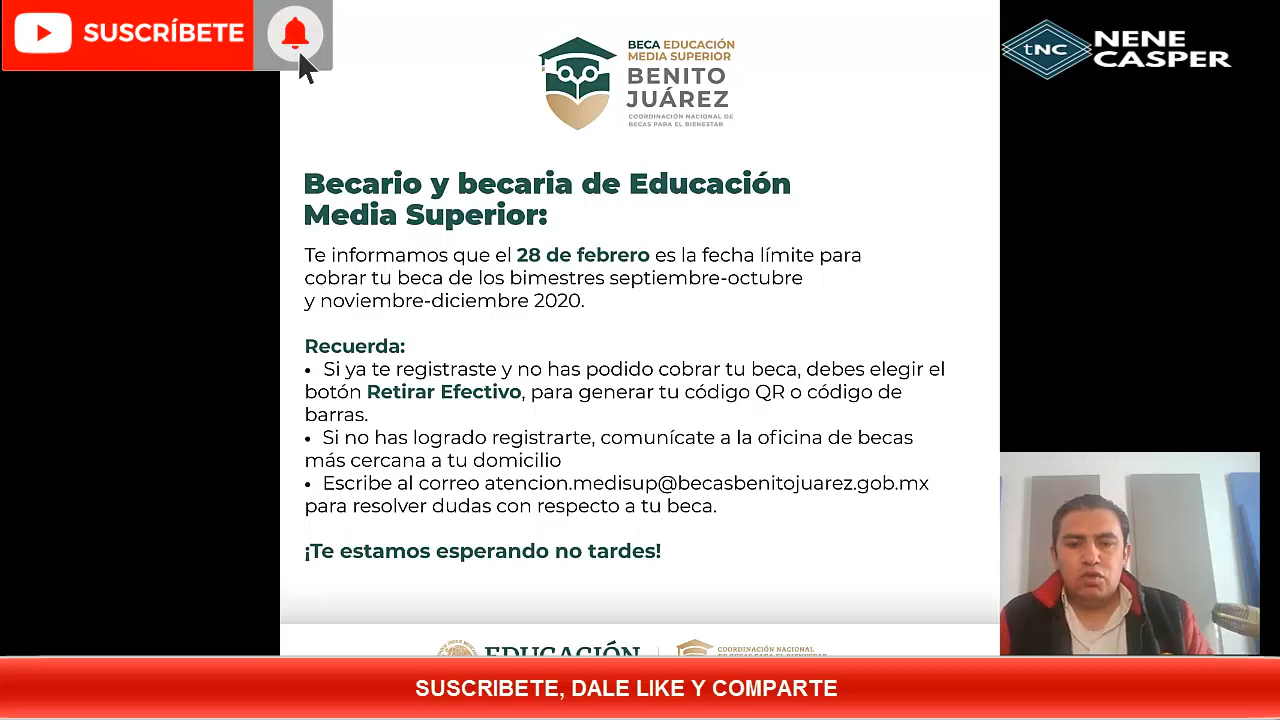 SUSCRÍBETE
tNC
NENE
CASPER
BECA EDUCACIÓN
MEDIA SUPERIOR
BENITO
JUÁREZ
COORDINACIÓN NACIONAL DE
BECAS PARA EL BIENESTAR
Becario y becaria de Educación
Media Superior:
Te informamos que el 28 de febrero es la fecha límite para
cobrar tu beca de los bimestres septiembre-octubre
y noviembre-diciembre 2020.
Recuerda:
• Si ya te registraste y no has podido cobrar tu beca, debes elegir el
botón Retirar Efectivo, para generar tu código QR o código de
barras.
• Si no has logrado registrarte, comunícate a la oficina de becas
más cercana a tu domicilio
• Escribe al correo atencion.medisup@becasbenitojuarez.gob.mx
para resolver dudas con respecto a tu beca.
¡Te estamos esperando no tardes!
EDUCACIÓN
COORDINACIÓN NACIONAL
DE BECAS PARA EL BIENESTAR
SUSCRIBETE, DALE LIKE Y COMPARTE